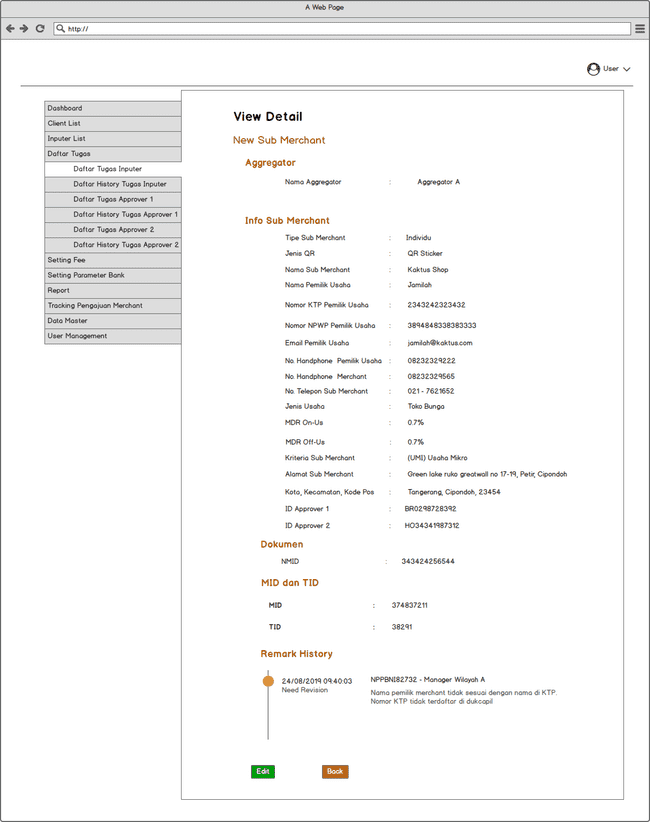 A Web Page
http://
User
Dashboard
Client List
Inputer List
Daftar Tugas
Daftar Tugas Inputer
Daftar History Tugas Inputer
Daftar Tugas Approver 1
Daftar History Tugas Approver 1
Daftar Tugas Approver 2
Daftar History Tugas Approver 2
Setting Fee
Setting Parameter Bank
Report
Tracking Pengajuan Merchant
Data Master
User Management
View Detail
New Sub Merchant
Aggregator
Nama Aggregator : Aggregator A
Info Sub Merchant
Tipe Sub Merchant : Individu
Jenis QR : QR Sticker
Nama Sub Merchant : Kaktus Shop
Nama Pemilik Usaha : Jamilah
Nomor KTP Pemilik Usaha : 2343242323432
Nomor NPWP Pemilik Usaha : 3894848338383333
Email Pemilik Usaha : jamilah@kaktus.com
No. Handphone Pemilik Usaha : 08232329222
No. Handphone Merchant : 08232329565
No. Telepon Sub Merchant : 021 - 7621652
Jenis Usaha : Toko Bunga
MDR On-Us : 0.7%
MDR Off-Us : 0.7%
Kriteria Sub Merchant : (UMI) Usaha Mikro
Alamat Sub Merchant : Green lake ruko greatwall no 17-19, Petir, Cipondoh
Kota, Kecamatan, Kode Pos : Tangerang, Cipondoh, 23454
ID Approver 1 : BR0298728392
ID Approver 2 : HO34341987312
Dokumen
NMID : 343424256544
MID dan TID
MID : 374837211
TID : 38291
Remark History
24/08/2019 09:40:03 NPPBN182732 - Manager Wilayah A
Need Revision
Nama pemilik merchant tidak sesuai dengan nama di KTP.
Nomor KTP tidak terdaftar di dukcapil
Edit
Back